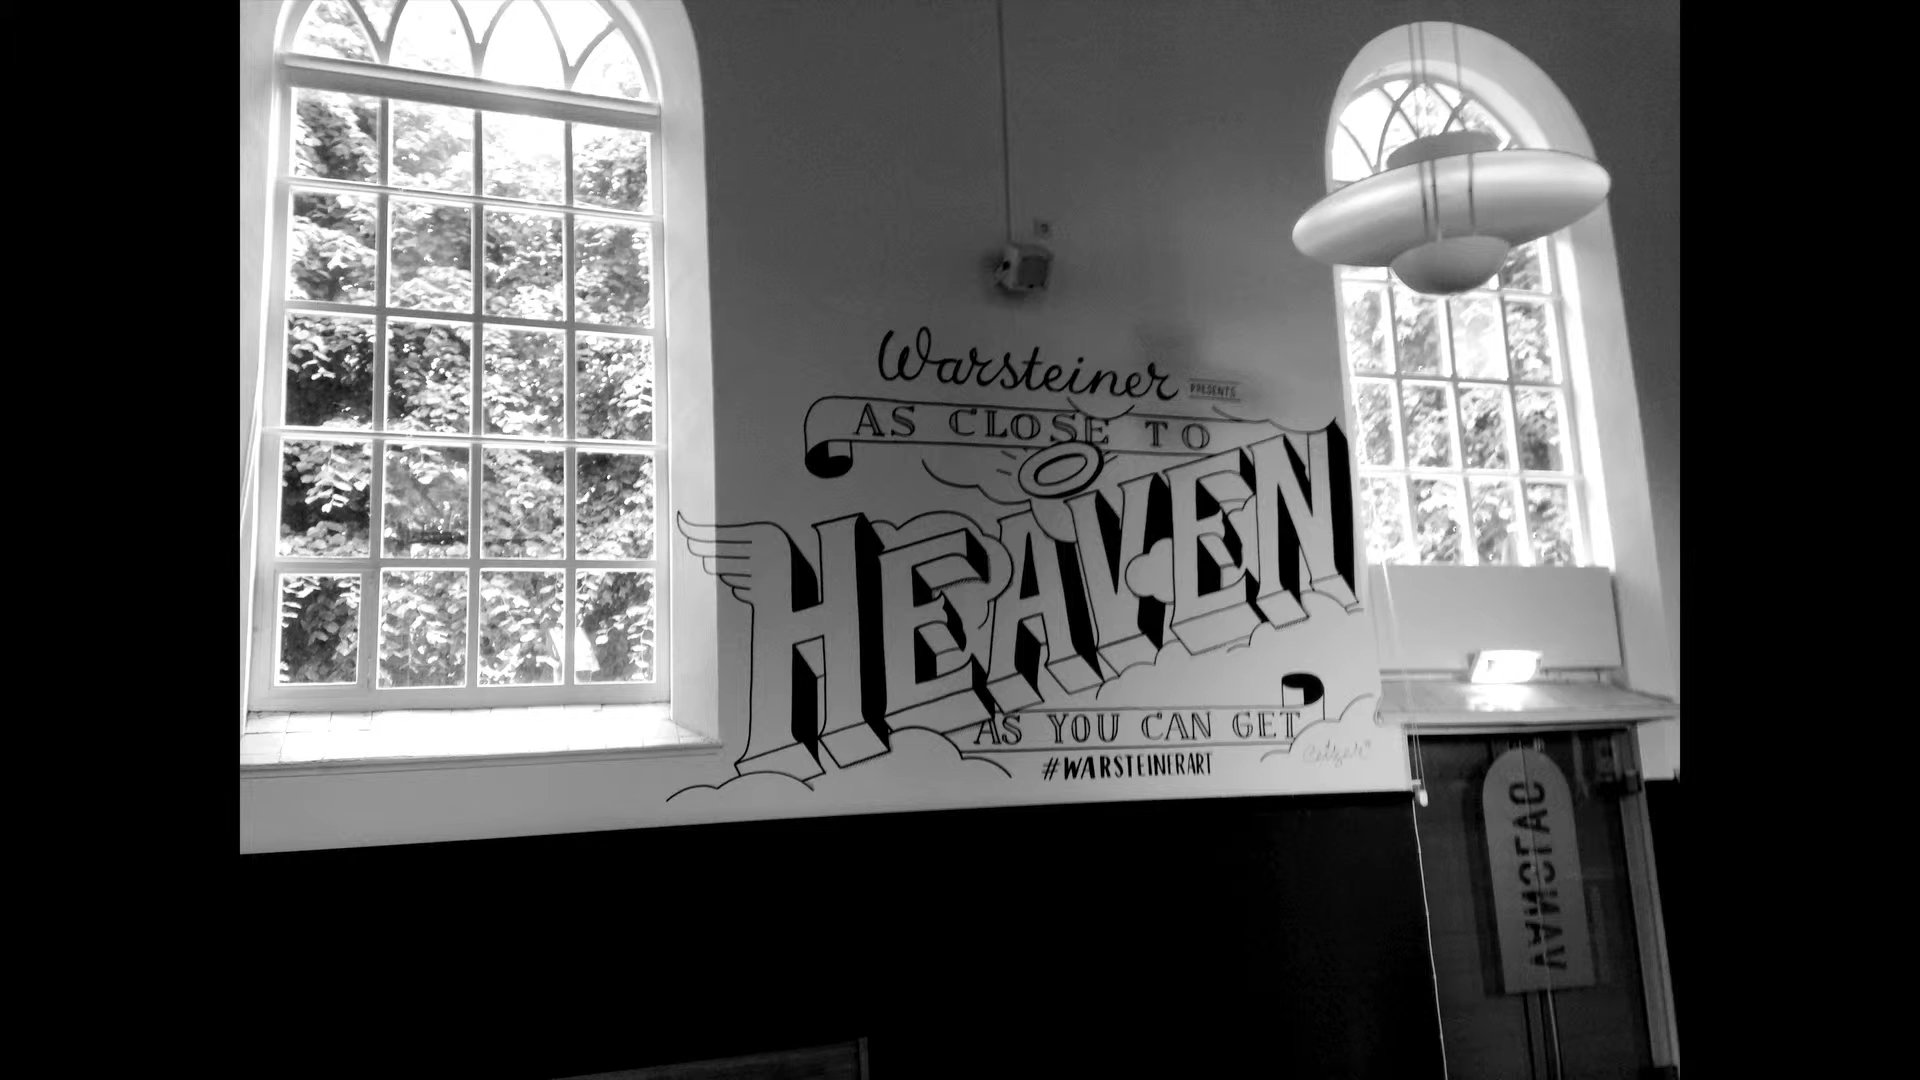 Warsteiner PRESENTS
AS CLOSE TO
HEAVEN
AS YOU CAN GET
#WARSTEINERART